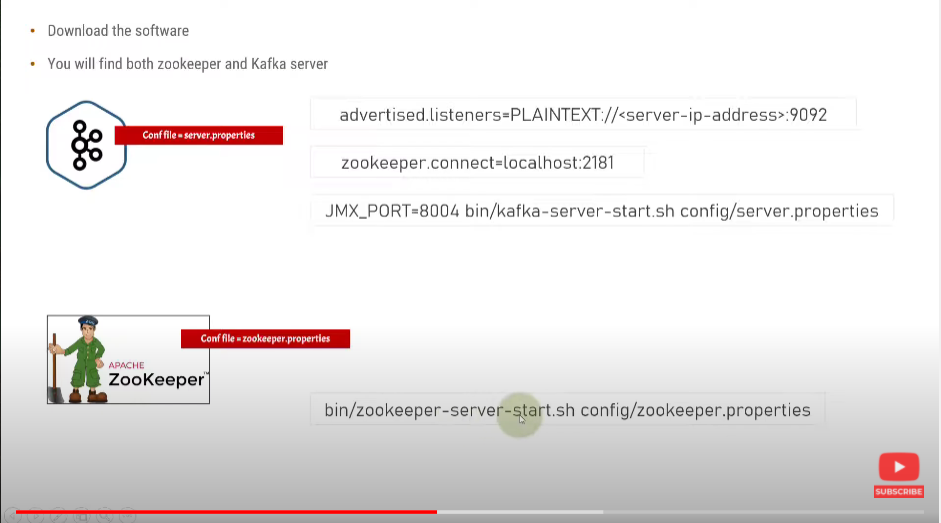 Download the software
You will find both zookeeper and Kafka server
Conf file = server.properties
advertised.listeners=PLAINTEXT://<server-ip-address>:9092
zookeeper.connect=localhost:2181
JMX_PORT=8004 bin/kafka-server-start.sh config/server.properties
Conf file = zookeeper.properties
APACHE
ZooKeeper™
bin/zookeeper-server-start.sh config/zookeeper.properties
SUBSCRIBE